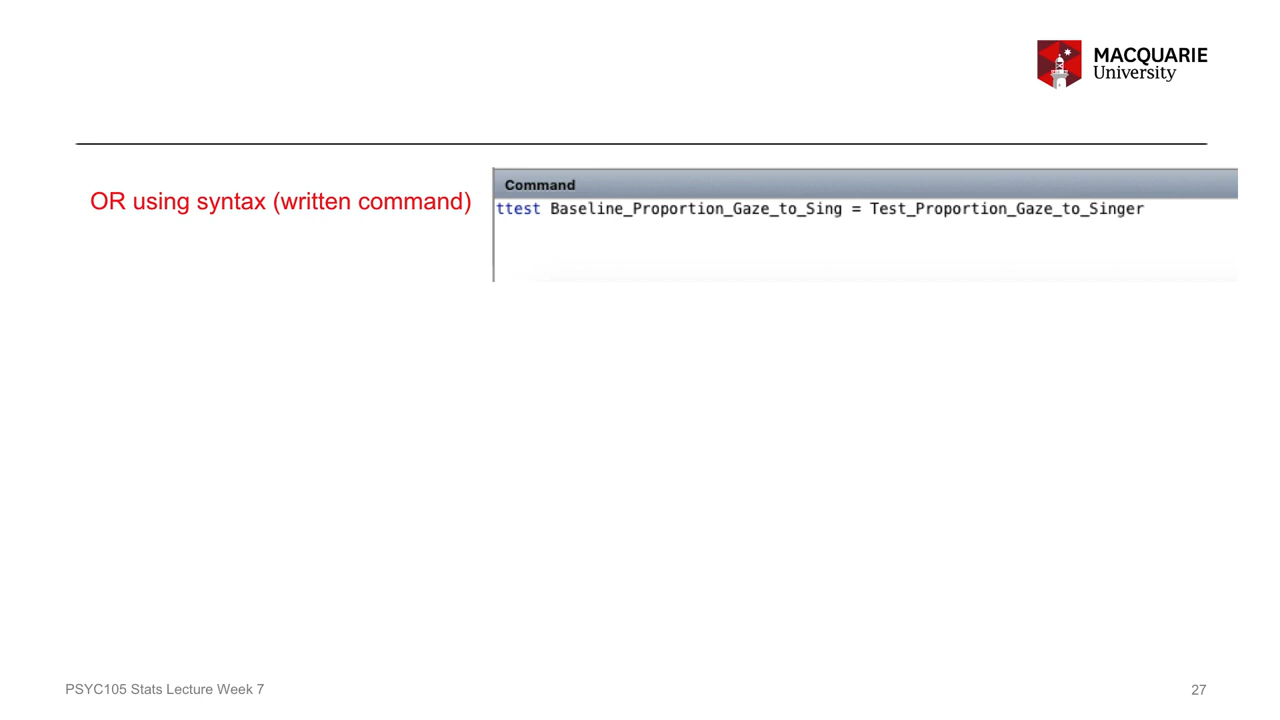 MACQUARIE
University
OR using syntax (written command)
Command
ttest Baseline_Proportion_Gaze_to_Sing = Test_Proportion_Gaze_to_Singer
PSYC105 Stats Lecture Week 7
27